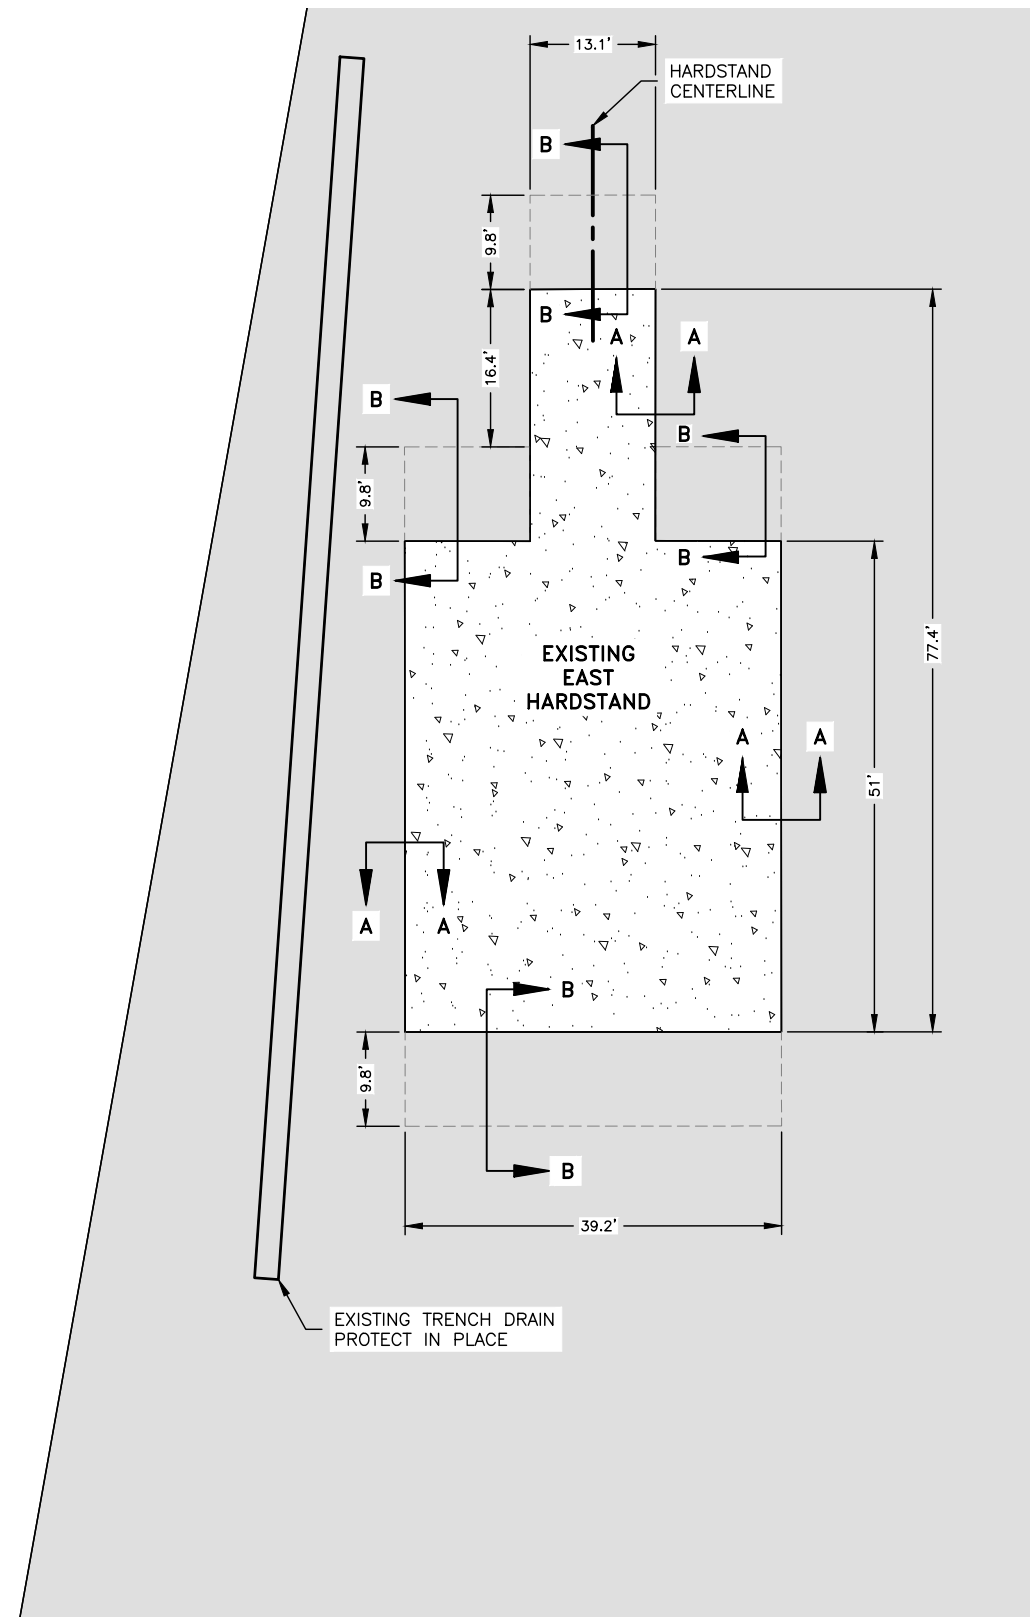 13.1'
HARDSTAND
CENTERLINE
B
9.8'
B
A
A
16.4'
B
B
9.8'
B
B
77.4'
EXISTING
EAST
HARDSTAND
A
A
51'
A
A
B
9.8'
B
39.2'
EXISTING TRENCH DRAIN
PROTECT IN PLACE